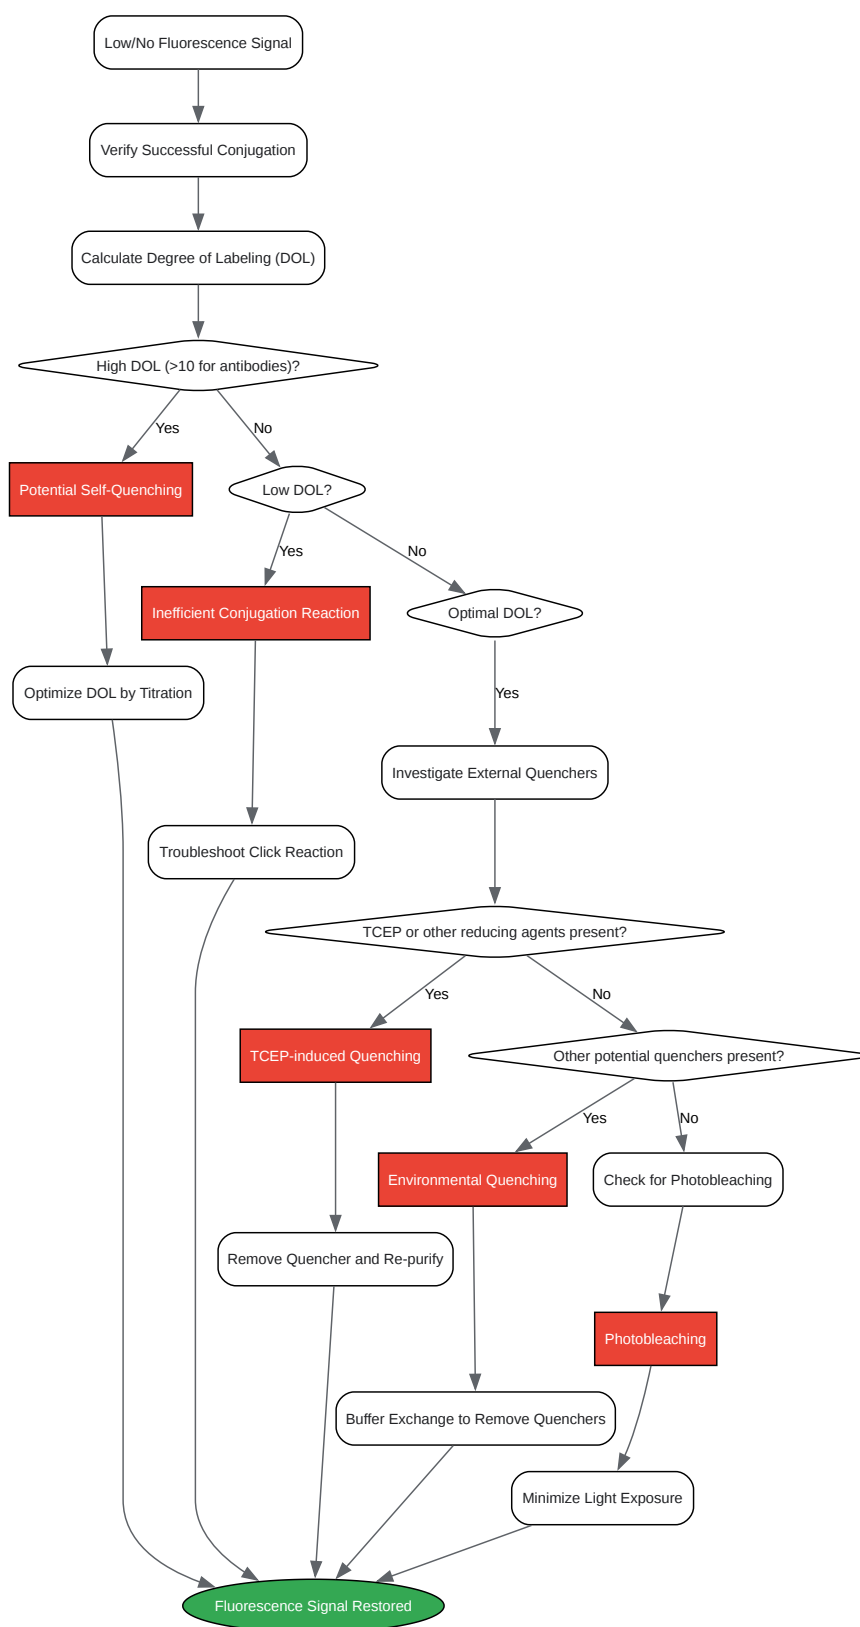 Low/No Fluorescence Signal
Verify Successful Conjugation
Calculate Degree of Labeling (DOL)
High DOL (>10 for antibodies)?
Yes
No
Potential Self-Quenching
Low DOL?
Yes
No
Inefficient Conjugation Reaction
Optimal DOL?
Optimize DOL by Titration
Yes
Investigate External Quenchers
Troubleshoot Click Reaction
TCEP or other reducing agents present?
Yes
No
TCEP-induced Quenching
Other potential quenchers present?
Yes
No
Environmental Quenching
Check for Photobleaching
Remove Quencher and Re-purify
Photobleaching
Buffer Exchange to Remove Quenchers
Minimize Light Exposure
Fluorescence Signal Restored